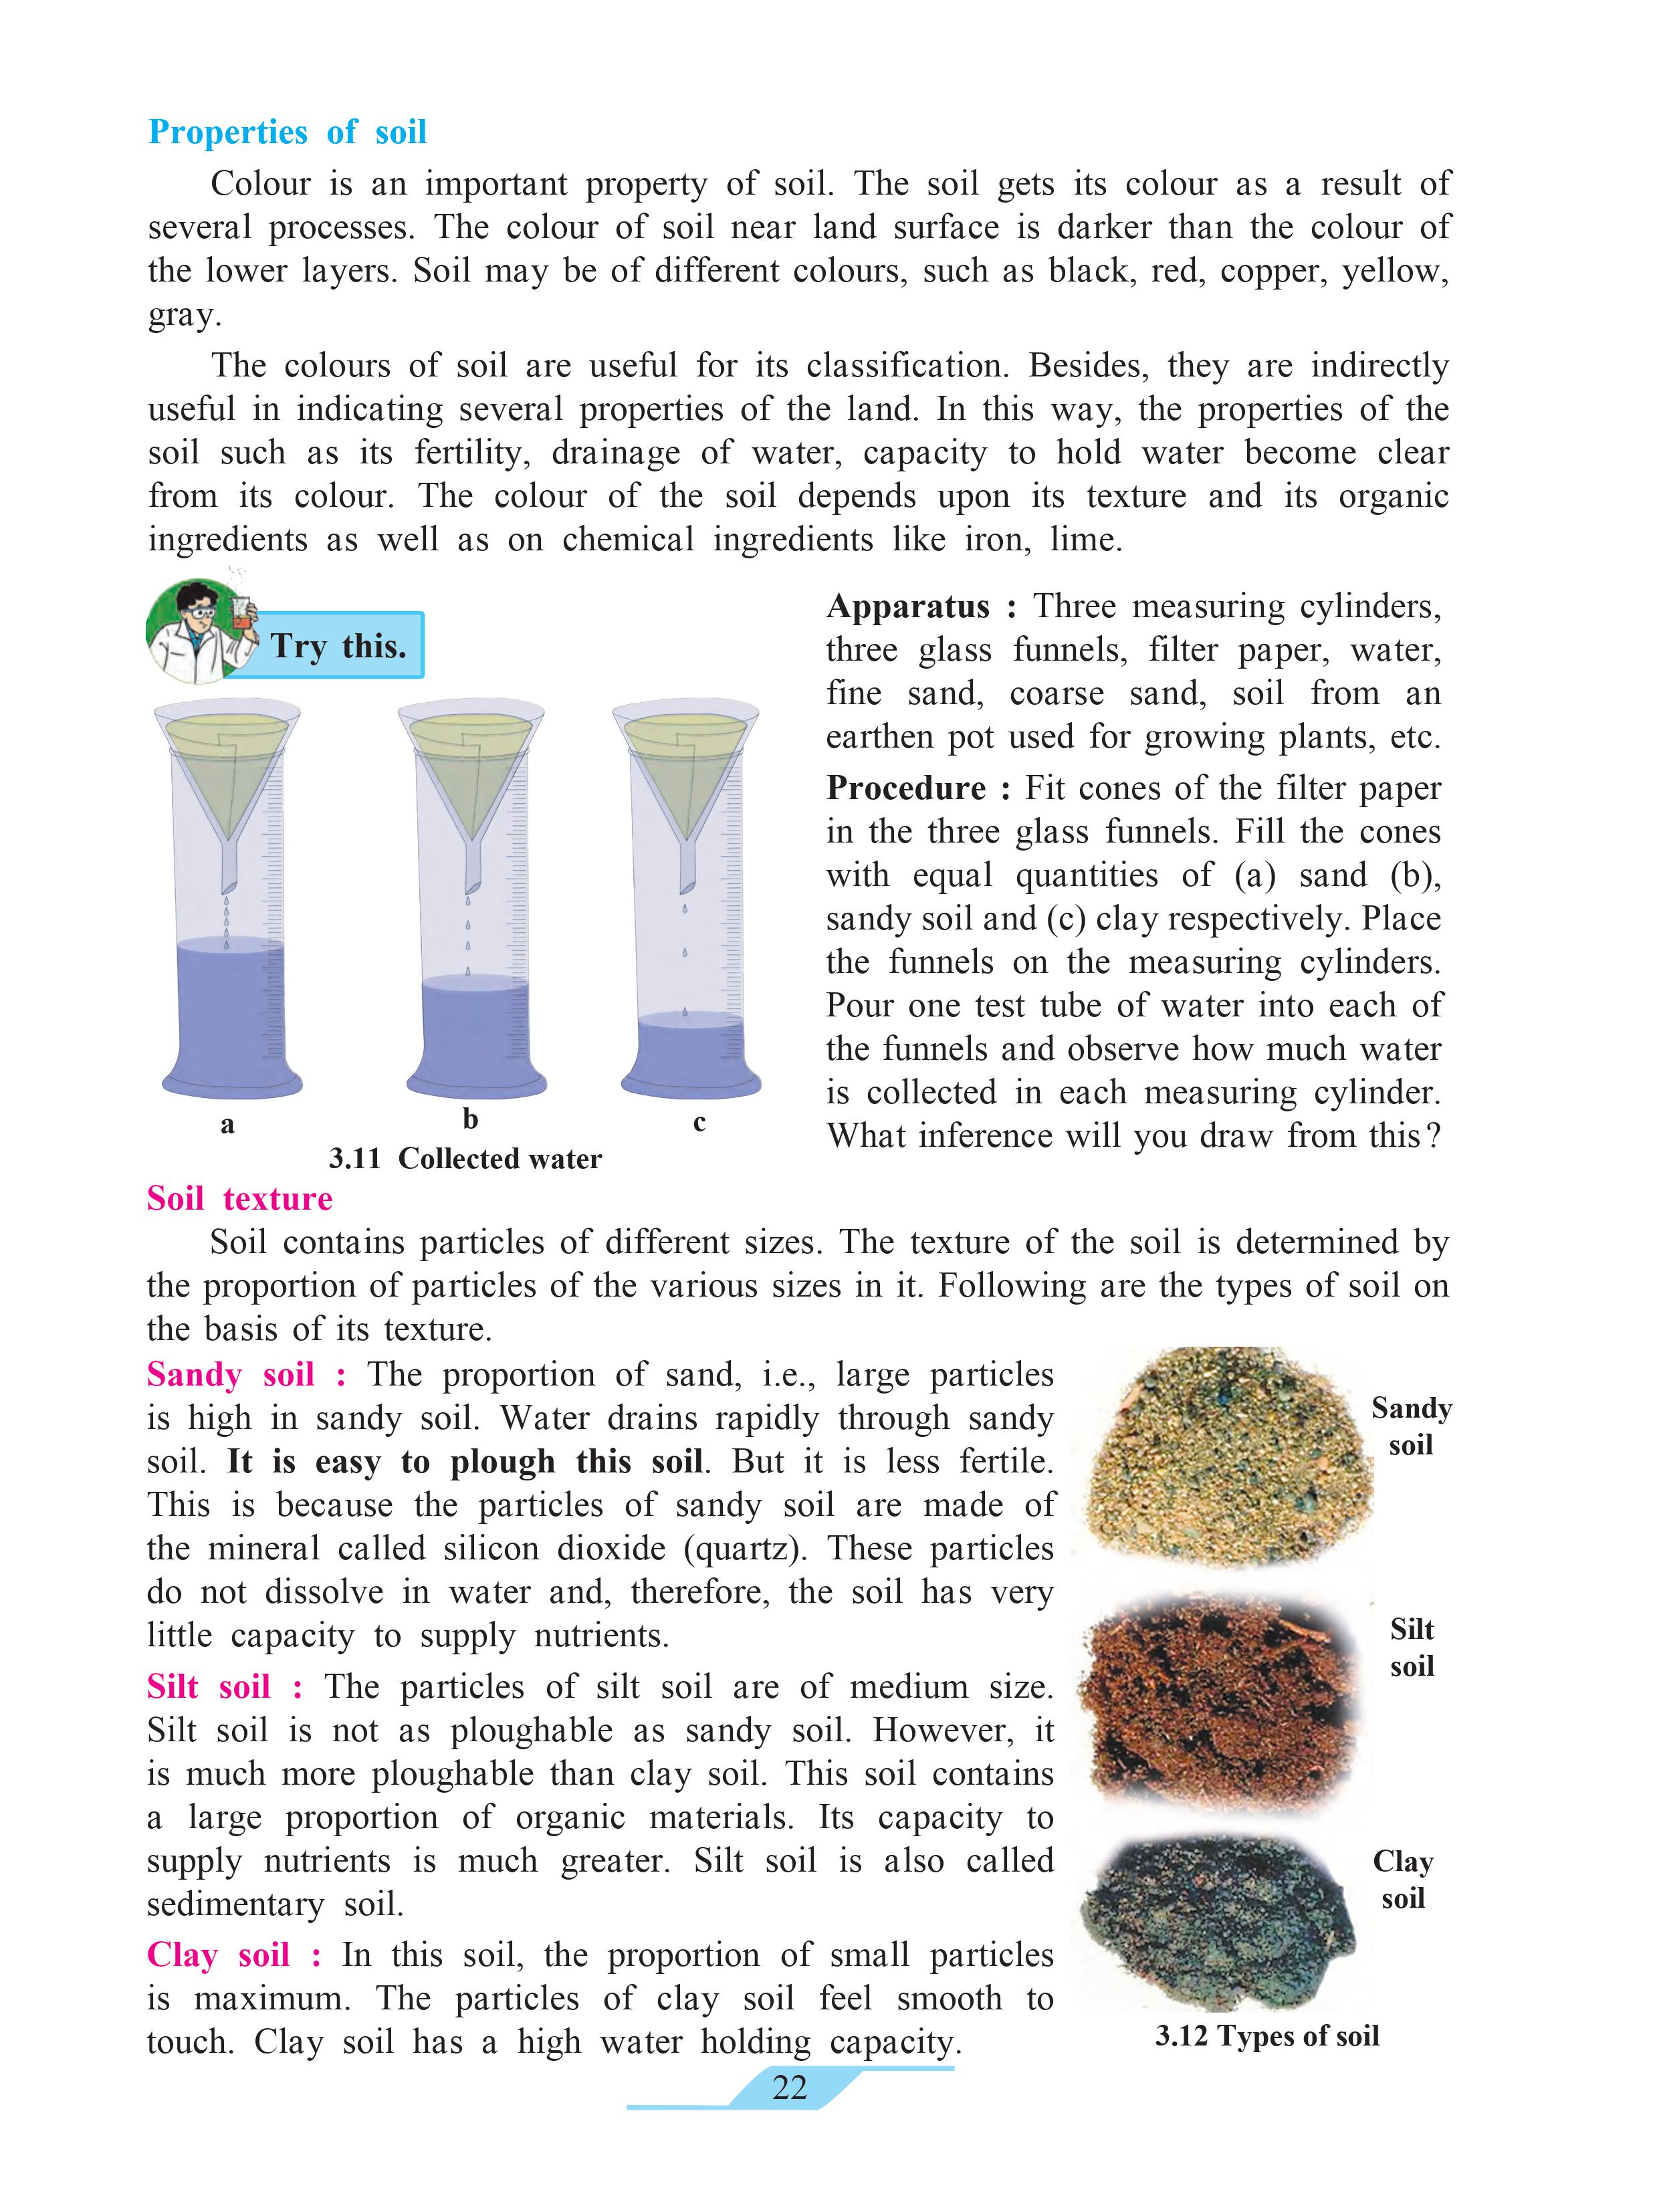 Properties of soil
Colour is an important property of soil. The soil gets its colour as a result of
several processes. The colour of soil near land surface is darker than the colour of
the lower layers. Soil may be of different colours, such as black, red, copper, yellow,
gray.
The colours of soil are useful for its classification. Besides, they are indirectly
useful in indicating several properties of the land. In this way, the properties of the
soil such as its fertility, drainage of water, capacity to hold water become clear
from its colour. The colour of the soil depends upon its texture and its organic
ingredients as well as on chemical ingredients like iron, lime.
Try this.
a
b
c
3.11 Collected water
Apparatus : Three measuring cylinders,
three glass funnels, filter paper, water,
fine sand, coarse sand, soil from an
earthen pot used for growing plants, etc.
Procedure : Fit cones of the filter paper
in the three glass funnels. Fill the cones
with equal quantities of (a) sand (b),
sandy soil and (c) clay respectively. Place
the funnels on the measuring cylinders.
Pour one test tube of water into each of
the funnels and observe how much water
is collected in each measuring cylinder.
What inference will you draw from this?
Soil texture
Soil contains particles of different sizes. The texture of the soil is determined by
the proportion of particles of the various sizes in it. Following are the types of soil on
the basis of its texture.
Sandy soil : The proportion of sand, i.e., large particles
is high in sandy soil. Water drains rapidly through sandy
soil. It is easy to plough this soil. But it is less fertile.
This is because the particles of sandy soil are made of
the mineral called silicon dioxide (quartz). These particles
do not dissolve in water and, therefore, the soil has very
little capacity to supply nutrients.
Silt soil : The particles of silt soil are of medium size.
Silt soil is not as ploughable as sandy soil. However, it
is much more ploughable than clay soil. This soil contains
a large proportion of organic materials. Its capacity to
supply nutrients is much greater. Silt soil is also called
sedimentary soil.
Clay soil : In this soil, the proportion of small particles
is maximum. The particles of clay soil feel smooth to
touch. Clay soil has a high water holding capacity.
Sandy
soil
Silt
soil
Clay
soil
3.12 Types of soil
22